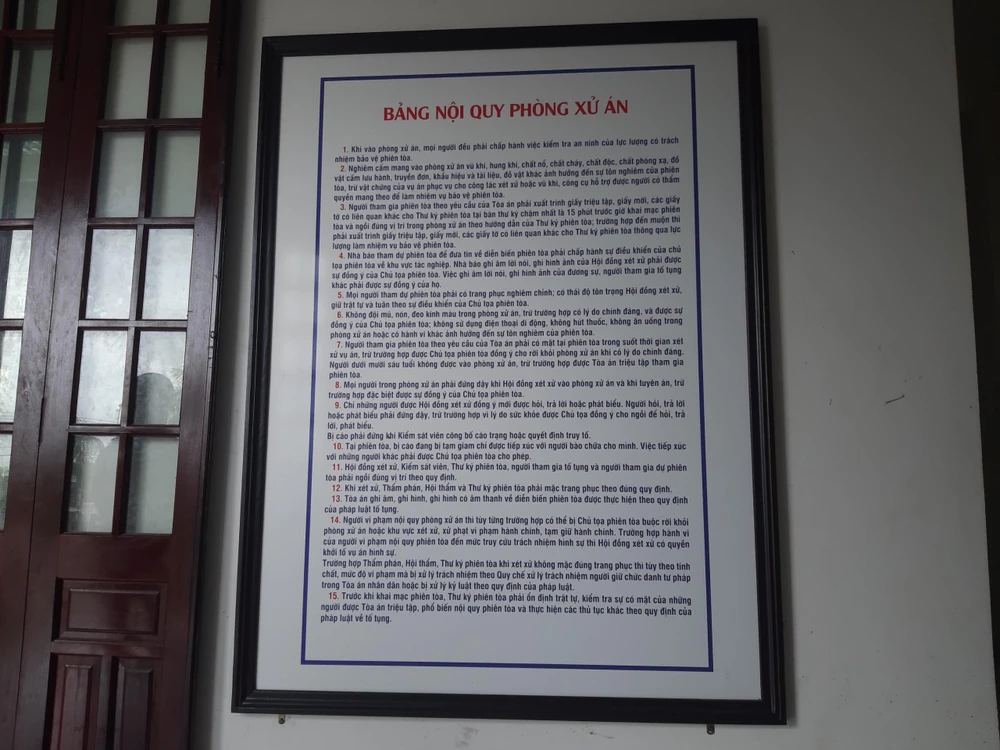 BẢNG NỘI QUY PHÒNG XỬ ÁN
1. Khi vào phòng xử án, mọi người đều phải chấp hành việc kiểm tra an ninh của lực lượng có trách
nhiệm bảo vệ phiên tòa.
2. Nghiêm cấm mang vào phòng xử án vũ khí, hung khí, chất nổ, chất cháy, chất độc, chất phóng xạ, đồ
vật cấm lưu hành, truyền đơn, khẩu hiệu và tài liệu, đồ vật khác ảnh hưởng đến sự tôn nghiêm của phiên
tòa, trừ vật chứng của vụ án phục vụ cho công tác xét xử hoặc vũ khí, công cụ hỗ trợ được người có thẩm
quyền mang theo để làm nhiệm vụ bảo vệ phiên tòa.
3. Người tham gia phiên tòa theo yêu cầu của Tòa án phải xuất trình giấy triệu tập, giấy mời, các giấy
tờ có liên quan khác cho Thư ký phiên tòa tại bàn thư ký chậm nhất là 15 phút trước giờ khai mạc phiên
tòa và ngồi đúng vị trí trong phòng xử án theo hướng dẫn của Thư ký phiên tòa; trường hợp đến muộn thì
phải xuất trình giấy triệu tập, giấy mời, các giấy tờ có liên quan khác cho Thư ký phiên tòa thông qua lực
lượng làm nhiệm vụ bảo vệ phiên tòa.
4. Nhà báo tham dự phiên tòa để đưa tin về diễn biến phiên tòa phải chấp hành sự điều khiển của chủ
tọa phiên tòa về khu vực tác nghiệp. Nhà báo ghi âm lời nói, ghi hình ảnh của Hội đồng xét xử phải được
sự đồng ý của Chủ tọa phiên tòa. Việc ghi âm lời nói, ghi hình ảnh của đương sự, người tham gia tố tụng
khác phải được sự đồng ý của họ.
5. Mọi người tham dự phiên tòa phải có trang phục nghiêm chỉnh; có thái độ tôn trọng Hội đồng xét xử,
giữ trật tự và tuân theo sự điều khiển của Chủ tọa phiên tòa.
6. Không đội mũ, nón, đeo kính màu trong phòng xử án, trừ trường hợp có lý do chính đáng, và được sự
đồng ý của Chủ tọa phiên tòa; không sử dụng điện thoại di động, không hút thuốc, không ăn uống trong
phòng xử án hoặc có hành vi khác ảnh hưởng đến sự tôn nghiêm của phiên tòa.
7. Người tham gia phiên tòa theo yêu cầu của Tòa án phải có mặt tại phiên tòa trong suốt thời gian xét
xử vụ án, trừ trường hợp được Chủ tọa phiên tòa đồng ý cho rời khỏi phòng xử án khi có lý do chính đáng.
Người dưới mười sáu tuổi không được vào phòng xử án, trừ trường hợp được Tòa án triệu tập tham gia
phiên tòa.
8. Mọi người trong phòng xử án phải đứng dậy khi Hội đồng xét xử vào phòng xử án và khi tuyên án, trừ
trường hợp đặc biệt được sự đồng ý của Chủ tọa phiên tòa.
9. Chỉ những người được Hội đồng xét xử đồng ý mới được hỏi, trả lời hoặc phát biểu. Người hỏi, trả lời
hoặc phát biểu phải đứng dậy, trừ trường hợp vì lý do sức khỏe được Chủ tọa phiên tòa đồng ý cho ngồi để hỏi, trả
lời, phát biểu.
Bị cáo phải đứng khi Kiểm sát viên công bố cáo trạng hoặc quyết định truy tố.
10. Tại phiên tòa, bị cáo đang bị tạm giam chỉ được tiếp xúc với người bào chữa cho mình. Việc tiếp xúc
với những người khác phải được Chủ tọa phiên tòa cho phép.
11. Hội đồng xét xử, Kiểm sát viên, Thư ký phiên tòa, người tham gia tố tụng và người tham gia dự phiên
tòa phải ngồi đúng vị trí theo quy định.
12. Khi xét xử, Thẩm phán, Hội thẩm và Thư ký phiên tòa phải mặc trang phục theo đúng quy định.
13. Tòa án ghi âm, ghi hình, ghi hình có âm thanh về diễn biến phiên tòa được thực hiện theo quy định
của pháp luật tố tụng.
14. Người vi phạm nội quy phòng xử án thì tùy từng trường hợp có thể bị Chủ tọa phiên tòa buộc rời khỏi
phòng xử án hoặc khu vực xét xử, xử phạt vi phạm hành chính, tạm giữ hành chính. Trường hợp hành vi
của người vi phạm nội quy phiên tòa đến mức truy cứu trách nhiệm hình sự thì Hội đồng xét xử có quyền
khởi tố vụ án hình sự.
Trường hợp Thẩm phán, Hội thẩm, Thư ký phiên tòa khi xét xử không mặc đúng trang phục thì tùy theo tính
chất, mức độ vi phạm mà bị xử lý trách nhiệm theo Quy chế xử lý trách nhiệm người giữ chức danh tư pháp
trong Tòa án nhân dân hoặc bị xử lý kỷ luật theo quy định của pháp luật.
15. Trước khi khai mạc phiên tòa, Thư ký phiên tòa phải ổn định trật tự, kiểm tra sự có mặt của những
người được Tòa án triệu tập, phổ biến nội quy phiên tòa và thực hiện các thủ tục khác theo quy định của
pháp luật về tố tụng.